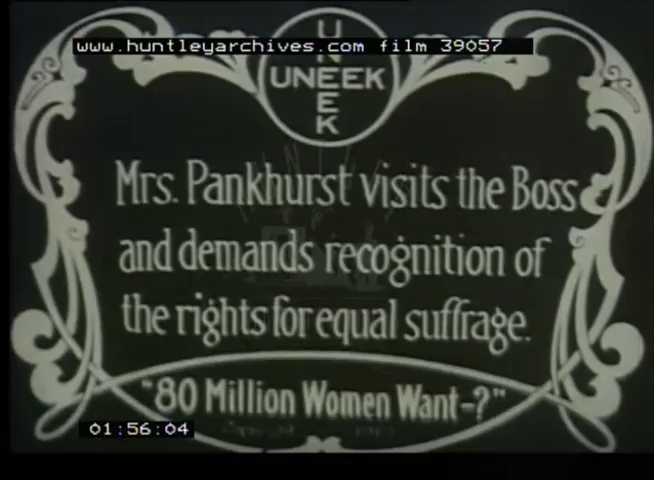 www.huntleyarchives.com film 39057
UNEEK
UNEEK
Mrs. Pankhurst visits the Boss
and demands recognition of
the rights for equal suffrage.
"80 Million Women Want-?"
01:56:04